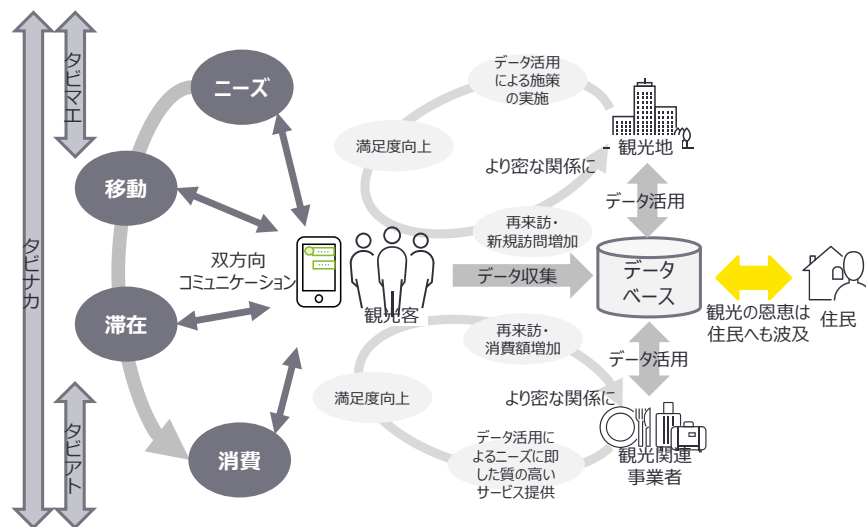 タビナカ
タビマエ
タビアト
ニーズ
移動
滞在
消費
双方向
コミュニケーション
観光客
データ活用
による施策
の実施
満足度向上
より密な関係に
再来訪・
新規訪問増加
観光地
データ活用
データ収集
データ
ベース
観光の恩恵は
住民へも波及
住民
再来訪・
消費額増加
データ活用
満足度向上
より密な関係に
データ活用に
よるニーズに即
した質の高い
サービス提供
観光関連
事業者